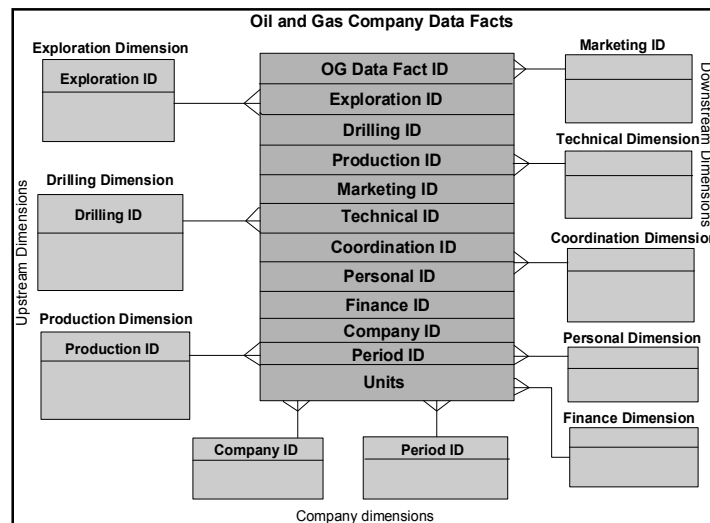 Oil and Gas Company Data Facts
Exploration Dimension
Exploration ID
Drilling Dimension
Drilling ID
Production Dimension
Production ID
Upstream Dimensions
OG Data Fact ID
Exploration ID
Drilling ID
Production ID
Marketing ID
Technical ID
Coordination ID
Personal ID
Finance ID
Company ID
Period ID
Units
Marketing ID
Technical Dimension
Coordination Dimension
Personal Dimension
Finance Dimension
Downstream Dimensions
Company ID
Period ID
Company dimensions